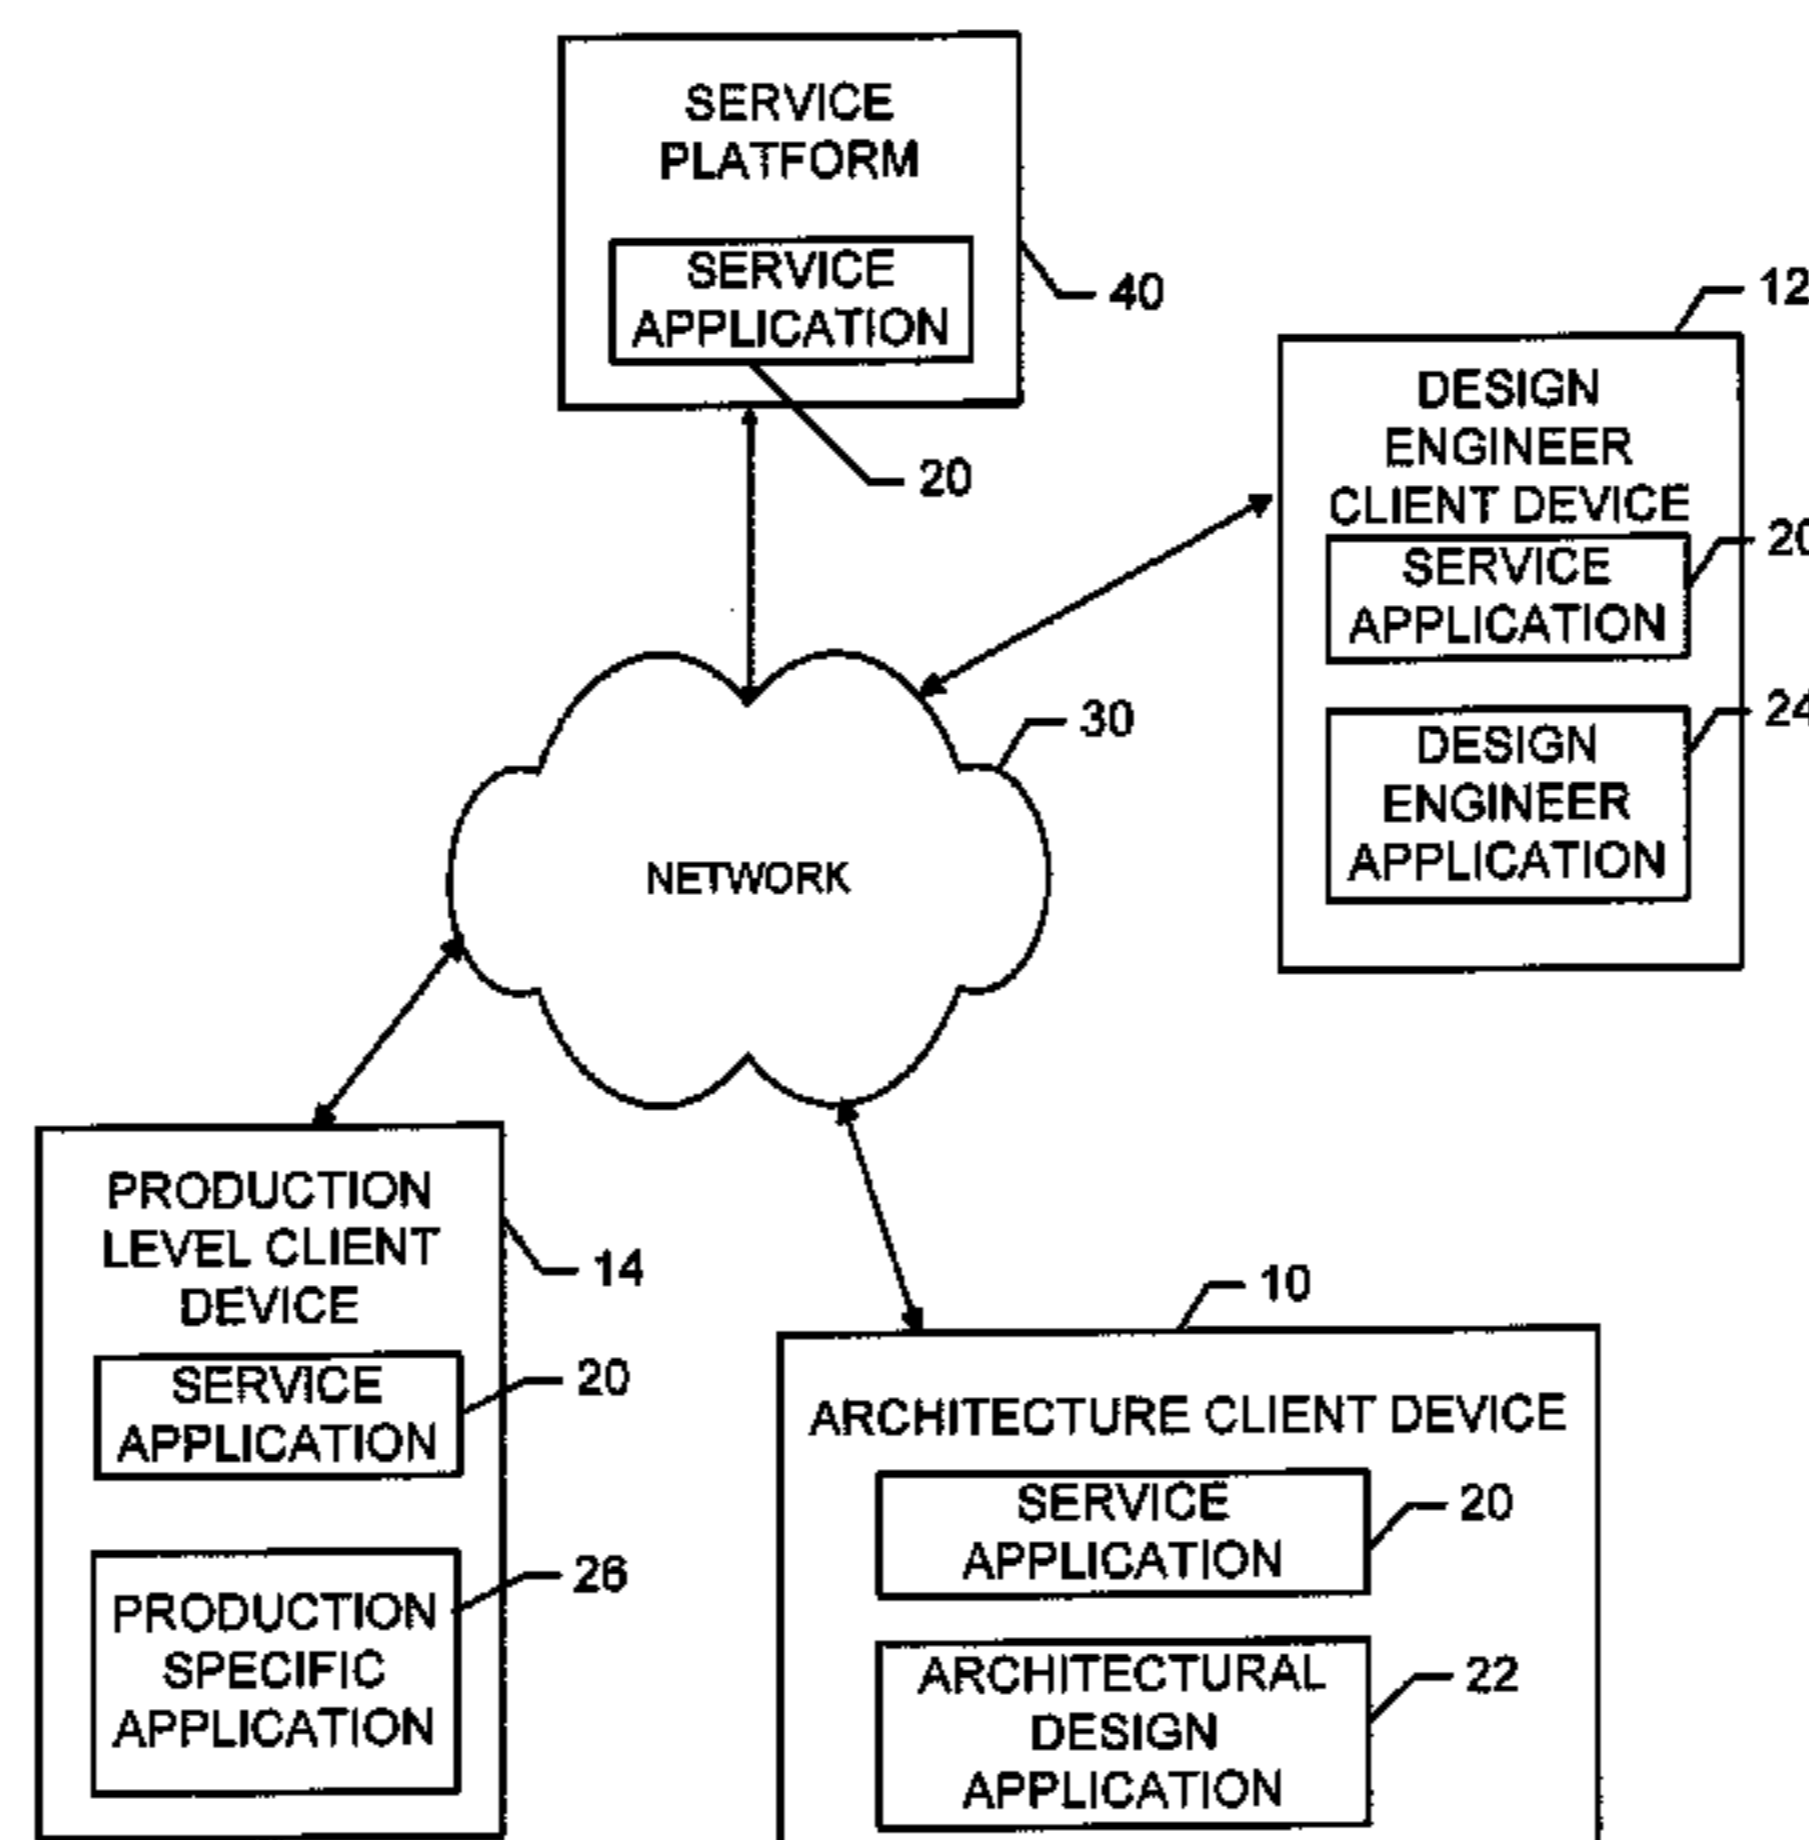 SERVICE
PLATFORM
SERVICE
APPLICATION
40
20
12
DESIGN
ENGINEER
CLIENT DEVICE
20
SERVICE
APPLICATION
24
DESIGN
ENGINEER
APPLICATION
30
NETWORK
PRODUCTION
LEVEL CLIENT
DEVICE
14
SERVICE
APPLICATION
20
PRODUCTION
SPECIFIC
APPLICATION
26
10
ARCHITECTURE CLIENT DEVICE
SERVICE
APPLICATION
20
ARCHITECTURAL
DESIGN
APPLICATION
22